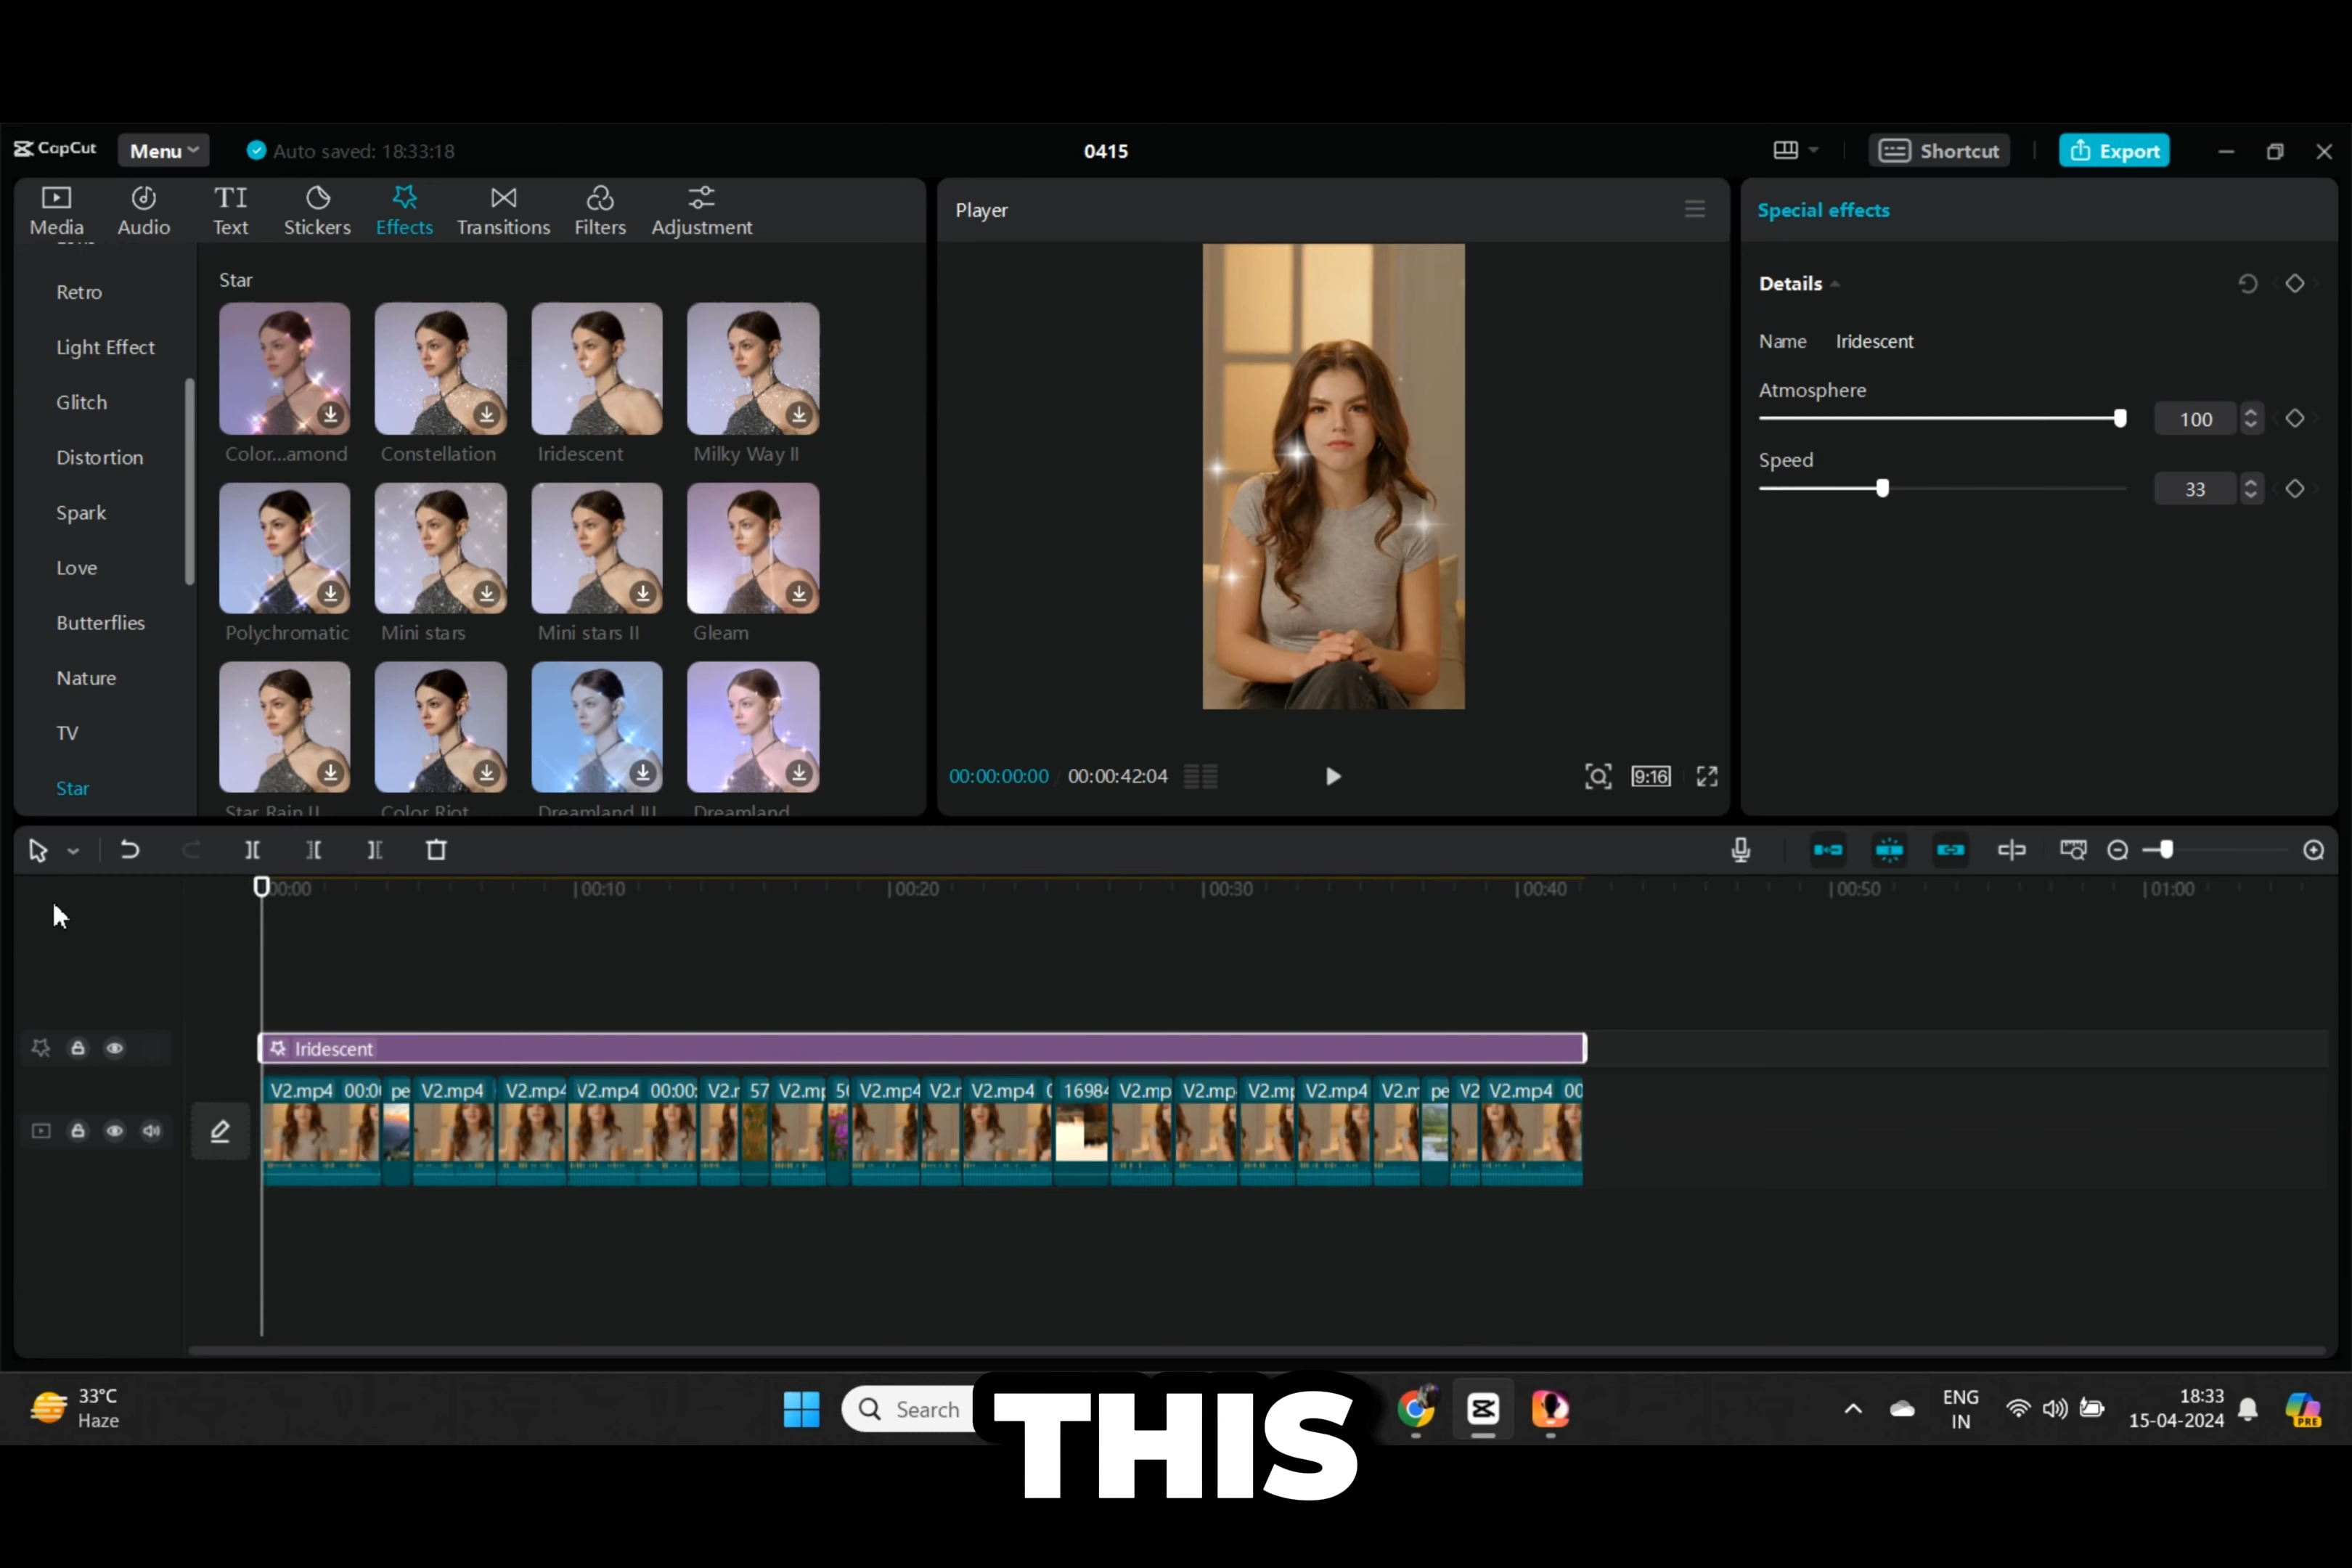 CapCut
Menu
Auto saved: 18:33:18
0415
Shortcut
Export
Media
Audio
Text
Stickers
Effects
Transitions
Filters
Adjustment
Retro
Light Effect
Glitch
Distortion
Spark
Love
Butterflies
Nature
TV
Star
Star
Color...amond
Constellation
Iridescent
Milky Way II
Polychromatic
Mini stars
Mini stars II
Gleam
Star Rain II
Color Riot
Dreamland III
Dreamland
Player
00:00:00:00 / 00:00:42:04
9:16
Special effects
Details
Name Iridescent
Atmosphere
100
Speed
33
00:00
00:10
00:20
00:30
00:40
00:50
01:00
Iridescent
V2.mp4 00:0
pe
V2.mp4
V2.mp4
V2.mp4 00:00:
V2.r
57
V2.mp
V2.mp4
V2.r
V2.mp4
1698
V2.mp
V2.mp
V2.mp
V2.mp4
V2.m
pe
V2
V2.mp4 00
33°C
Haze
Search
THIS
ENG
IN
18:33
15-04-2024
PRE